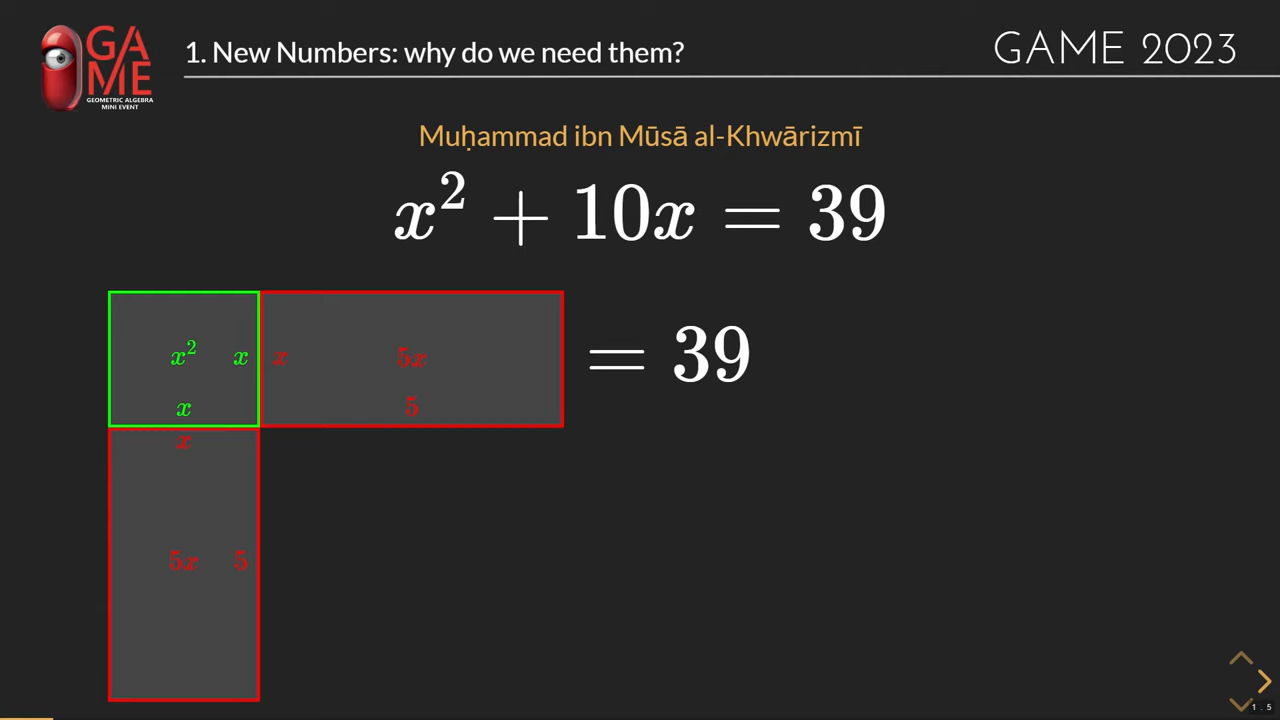 GA
ME
GEOMETRIC ALGEBRA
MINI EVENT
1. New Numbers: why do we need them?
GAME 2023
Muḥammad ibn Mūsā al-Khwārizmī
x² + 10x = 39
x² x x 5x = 39
x 5
x
5x 5
1.5